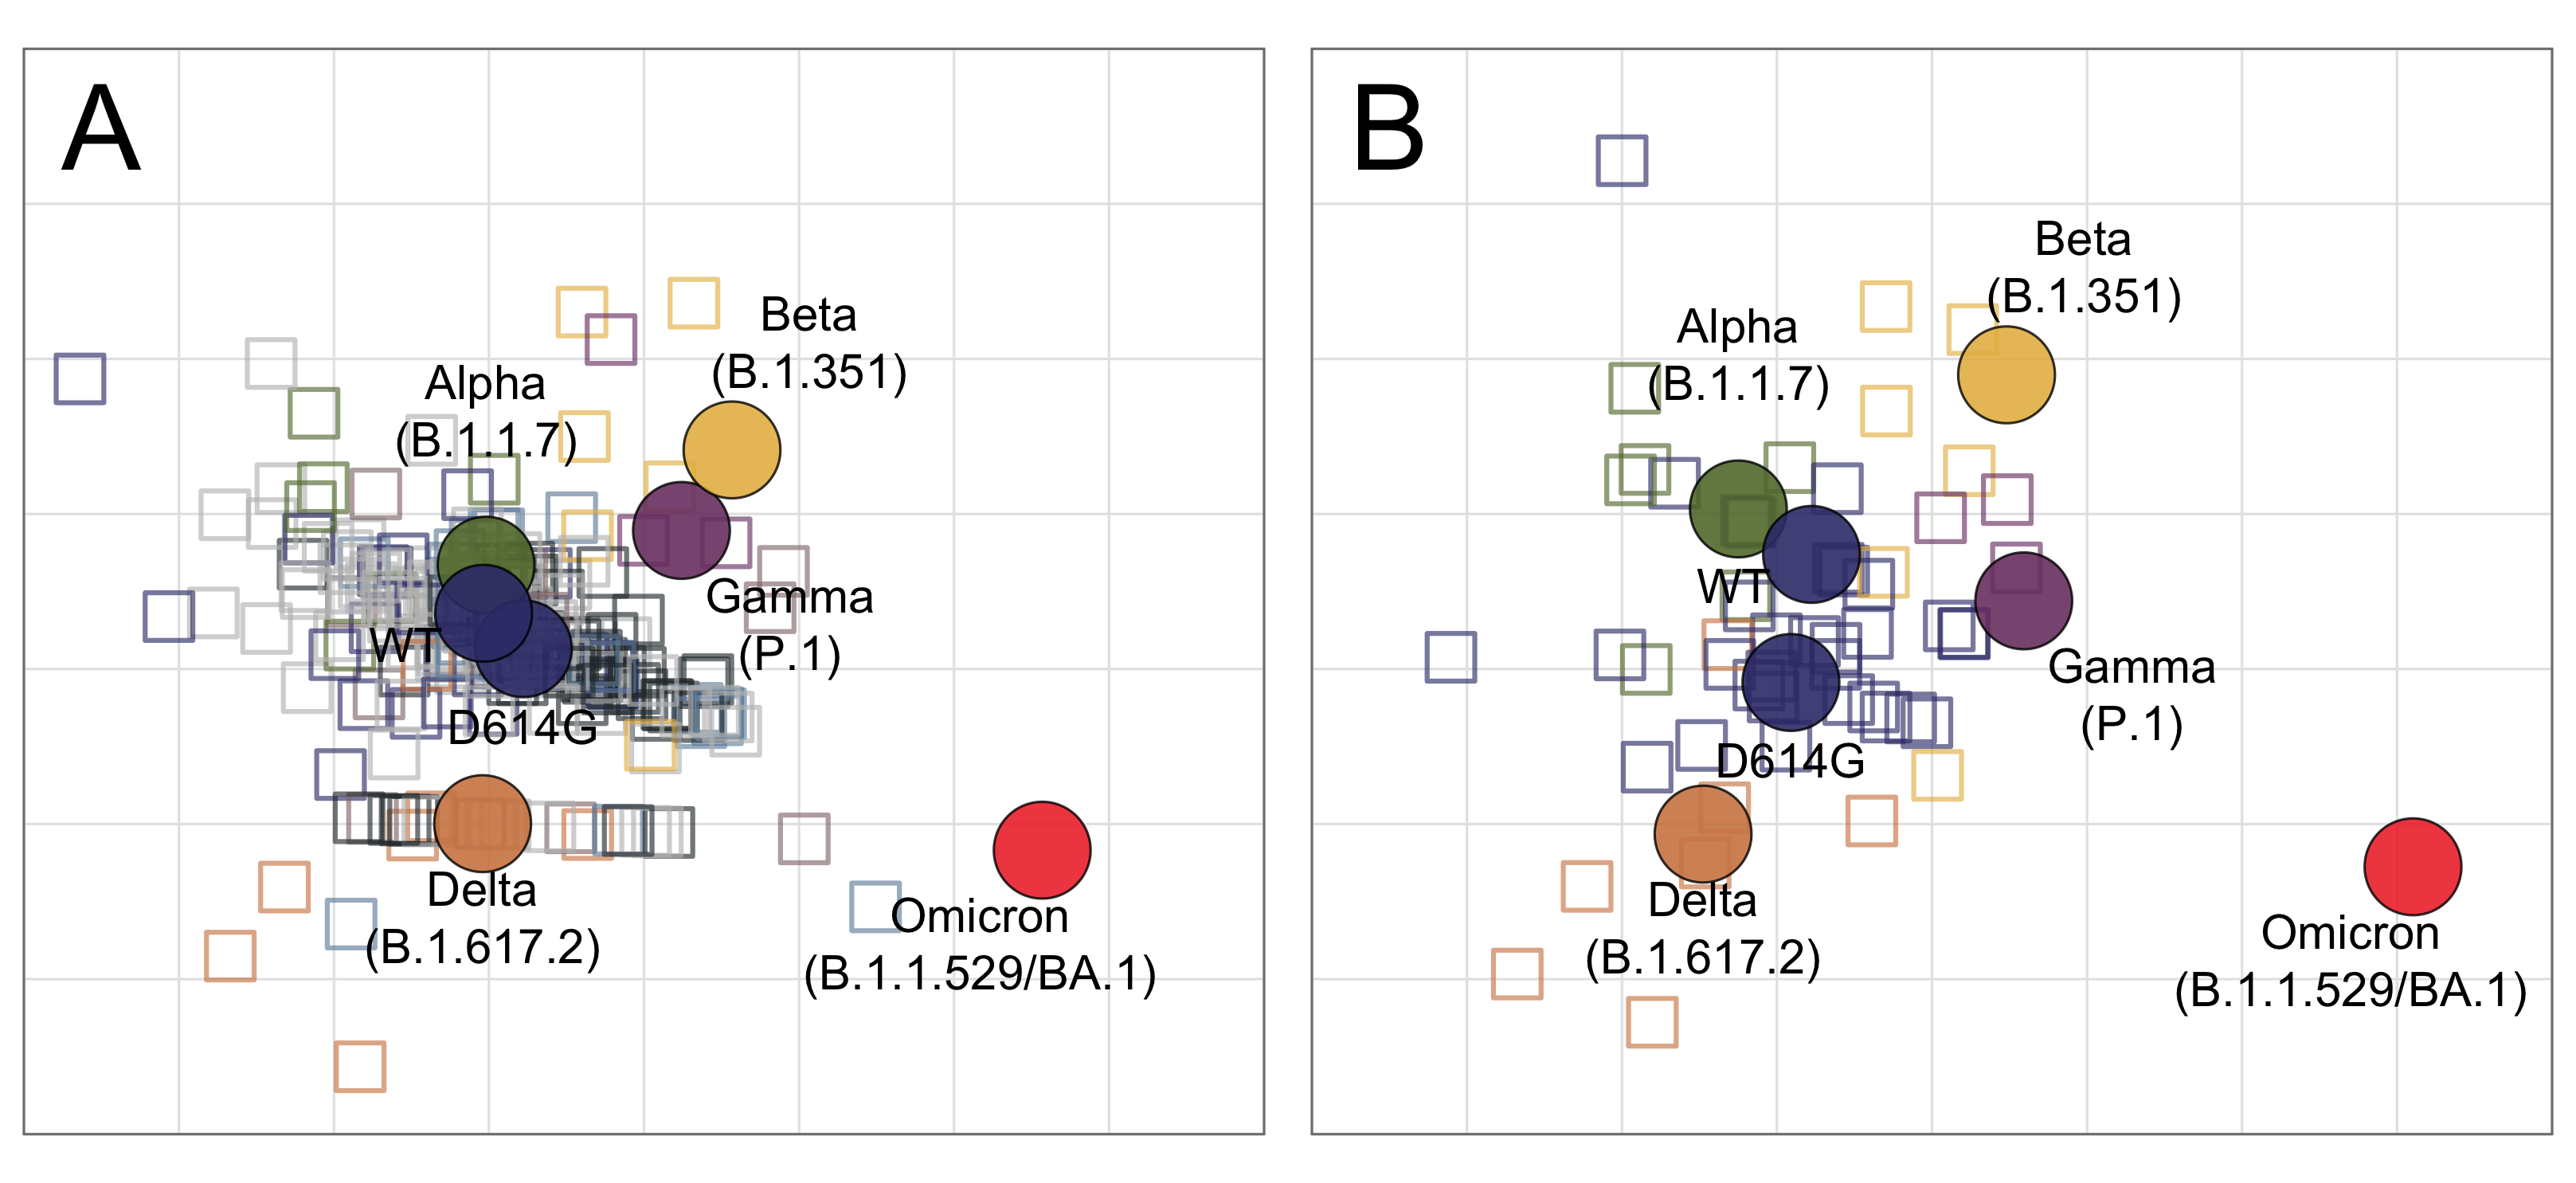 A
Beta
(B.1.351)
Alpha
(B.1.1.7)
Gamma
(P.1)
WT
D614G
Delta
(B.1.617.2)
Omicron
(B.1.1.529/BA.1)
B
Beta
(B.1.351)
Alpha
(B.1.1.7)
WT
Gamma
(P.1)
D614G
Delta
(B.1.617.2)
Omicron
(B.1.1.529/BA.1)